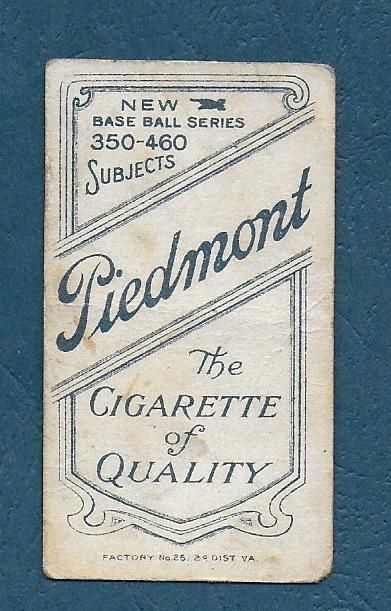 NEW
BASE BALL SERIES
350-460
SUBJECTS
Piedmont
The
CIGARETTE
of
QUALITY
FACTORY No. 25. 2D DIST VA.